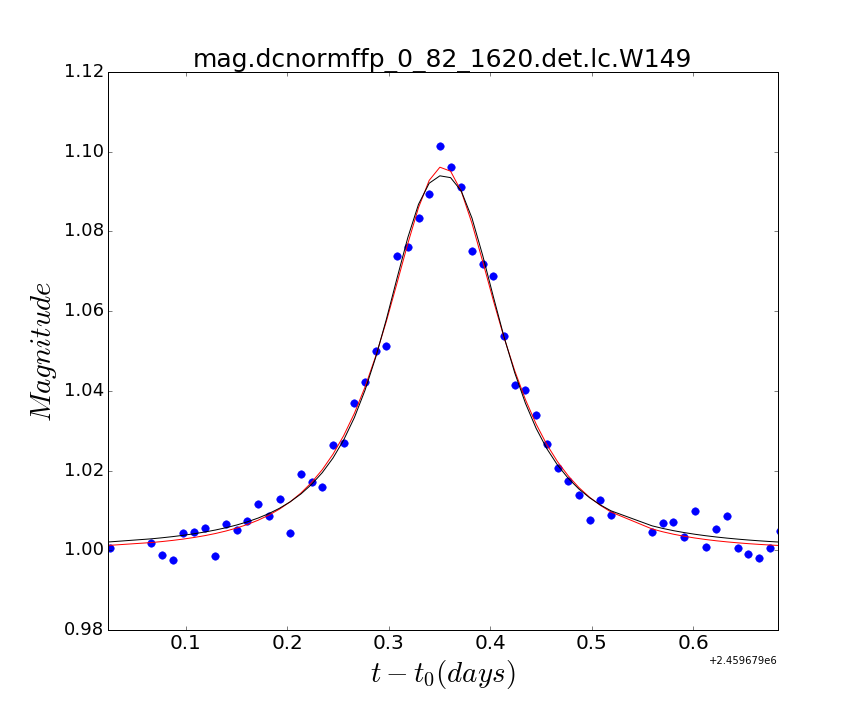 mag.dcnormffp_0_82_1620.det.lc.W149
1.12
1.10
1.08
1.06
1.04
1.02
1.00
0.98
Magnitude
0.1 0.2 0.3 0.4 0.5 0.6
+2.459679e6
t − t₀(days)